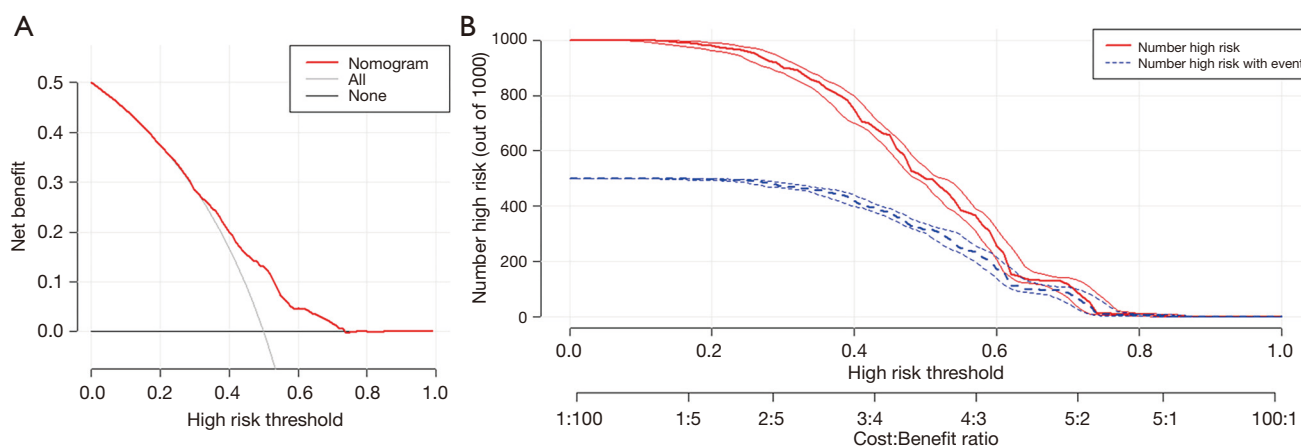 A
Nomogram
All
None
0.5
0.4
0.3
0.2
0.1
0.0
Net benefit
0.0 0.2 0.4 0.6 0.8 1.0
High risk threshold
B
Number high risk
Number high risk with event
1000
800
600
400
200
0
Number high risk (out of 1000)
0.0 0.2 0.4 0.6 0.8 1.0
High risk threshold
1:100 1:5 2:5 3:4 4:3 5:2 5:1 100:1
Cost:Benefit ratio